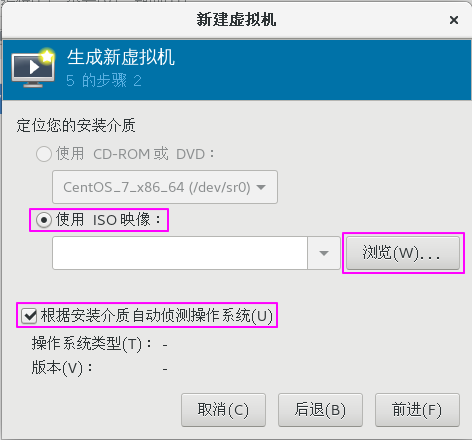 新建虚拟机
生成新虚拟机
5 的步骤 2
定位您的安装介质
使用 CD-ROM 或 DVD：
CentOS_7_x86_64 (/dev/sr0)
使用 ISO 映像：
浏览(W)...
根据安装介质自动侦测操作系统(U)
操作系统类型(T)： -
版本(V)： -
取消(C) 后退(B) 前进(F)